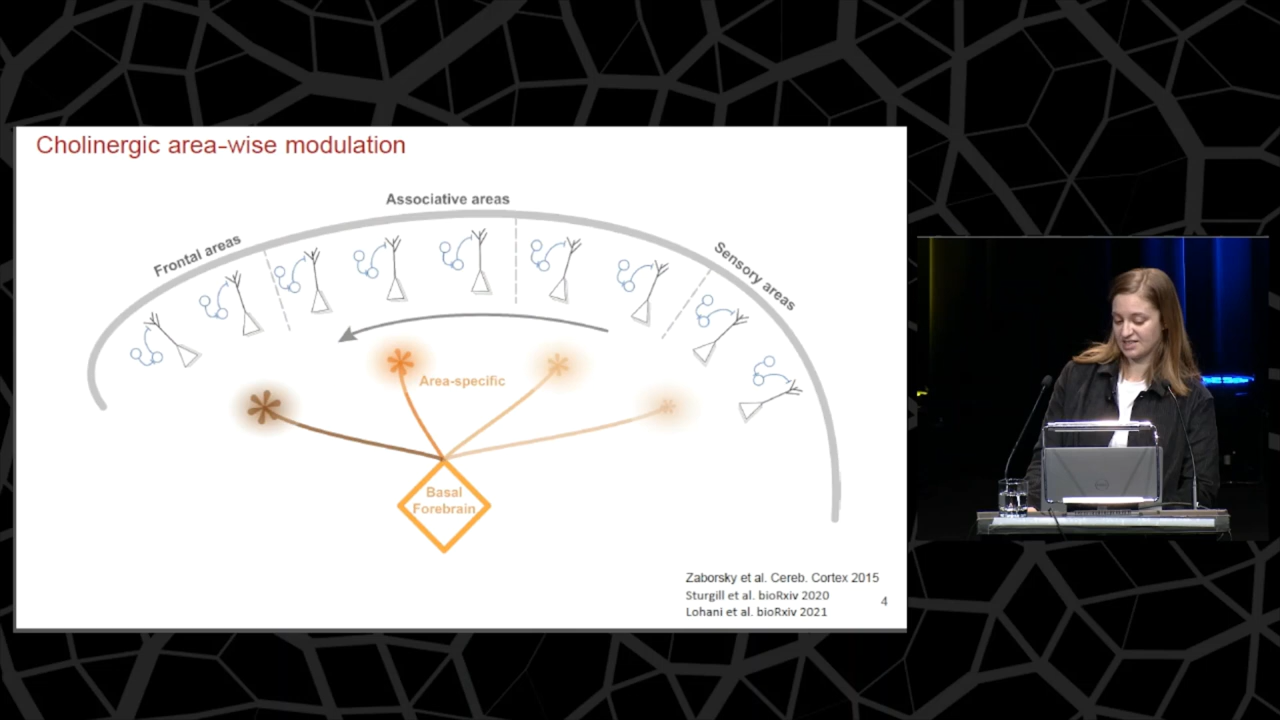 Cholinergic area-wise modulation
Associative areas
Frontal areas
Sensory areas
Area-specific
Basal
Forebrain
Zaborsky et al. Cereb. Cortex 2015
Sturgill et al. bioRxiv 2020
Lohani et al. bioRxiv 2021
4